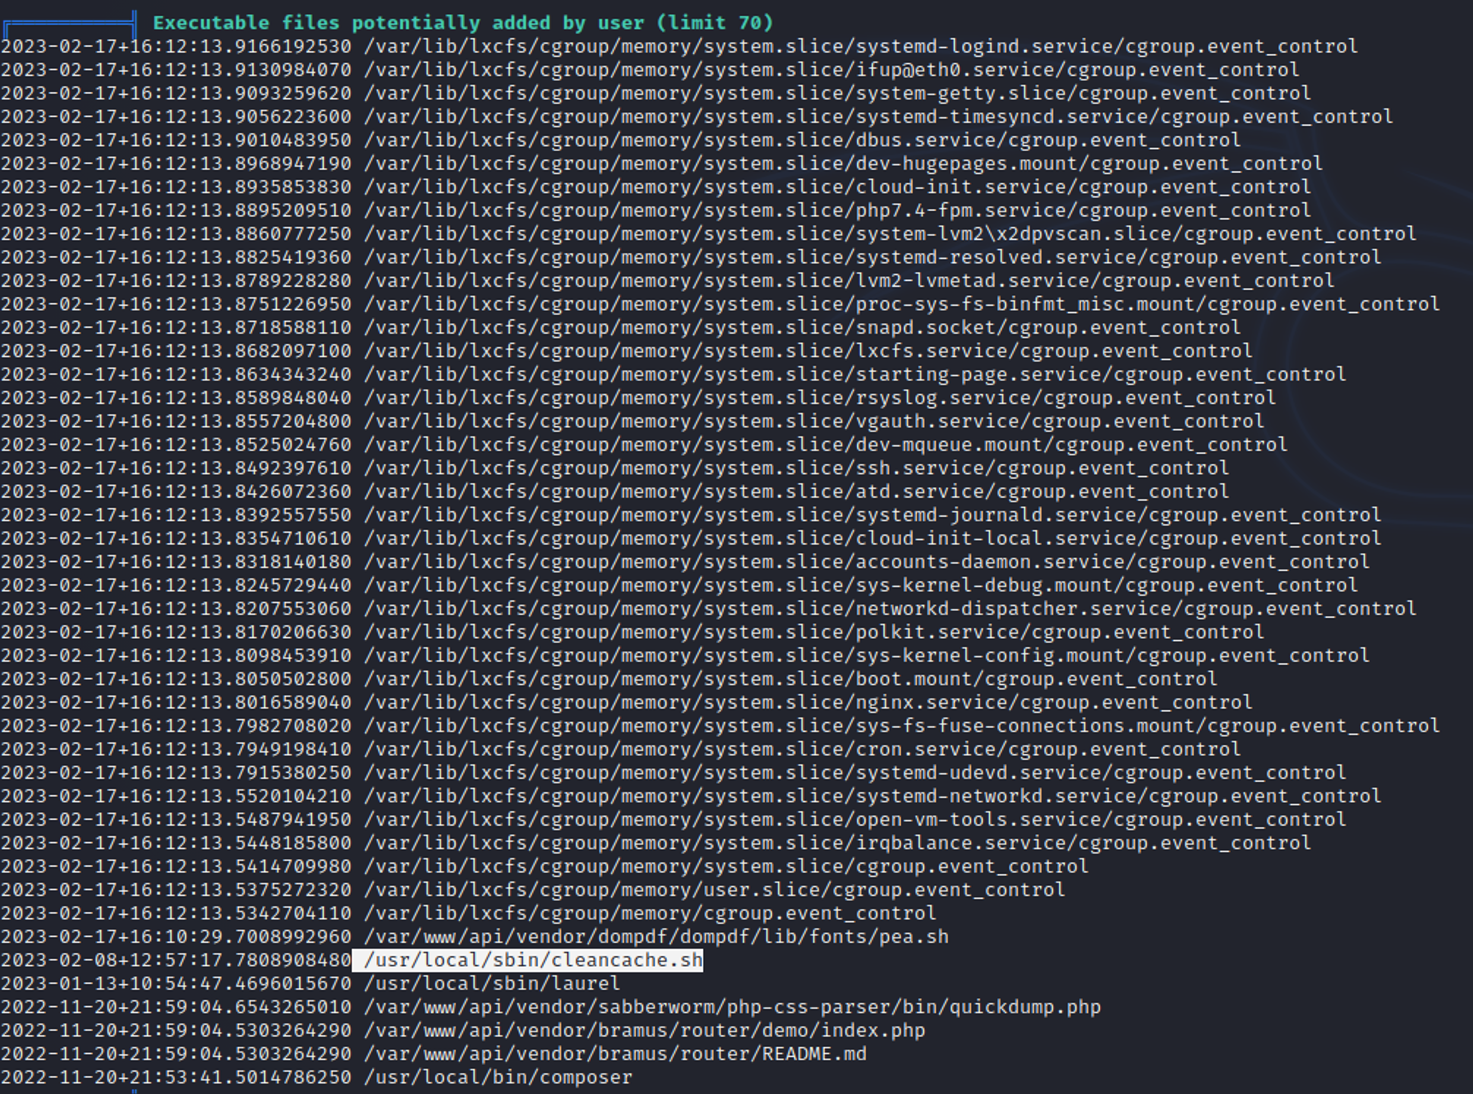 Executable files potentially added by user (limit 70)
2023-02-17+16:12:13.9166192530 /var/lib/lxcfs/cgroup/memory/system.slice/systemd-logind.service/cgroup.event_control
2023-02-17+16:12:13.9130984070 /var/lib/lxcfs/cgroup/memory/system.slice/ifup@eth0.service/cgroup.event_control
2023-02-17+16:12:13.9093259620 /var/lib/lxcfs/cgroup/memory/system.slice/system-getty.slice/cgroup.event_control
2023-02-17+16:12:13.9056223600 /var/lib/lxcfs/cgroup/memory/system.slice/systemd-timesyncd.service/cgroup.event_control
2023-02-17+16:12:13.9010483950 /var/lib/lxcfs/cgroup/memory/system.slice/dbus.service/cgroup.event_control
2023-02-17+16:12:13.8968947190 /var/lib/lxcfs/cgroup/memory/system.slice/dev-hugepages.mount/cgroup.event_control
2023-02-17+16:12:13.8935853830 /var/lib/lxcfs/cgroup/memory/system.slice/cloud-init.service/cgroup.event_control
2023-02-17+16:12:13.8895209510 /var/lib/lxcfs/cgroup/memory/system.slice/php7.4-fpm.service/cgroup.event_control
2023-02-17+16:12:13.8860777250 /var/lib/lxcfs/cgroup/memory/system.slice/system-lvm2\x2dpvscan.slice/cgroup.event_control
2023-02-17+16:12:13.8825419360 /var/lib/lxcfs/cgroup/memory/system.slice/systemd-resolved.service/cgroup.event_control
2023-02-17+16:12:13.8789228280 /var/lib/lxcfs/cgroup/memory/system.slice/lvm2-lvmetad.service/cgroup.event_control
2023-02-17+16:12:13.8751226950 /var/lib/lxcfs/cgroup/memory/system.slice/proc-sys-fs-binfmt_misc.mount/cgroup.event_control
2023-02-17+16:12:13.8718588110 /var/lib/lxcfs/cgroup/memory/system.slice/snapd.socket/cgroup.event_control
2023-02-17+16:12:13.8682097100 /var/lib/lxcfs/cgroup/memory/system.slice/lxcfs.service/cgroup.event_control
2023-02-17+16:12:13.8634343240 /var/lib/lxcfs/cgroup/memory/system.slice/starting-page.service/cgroup.event_control
2023-02-17+16:12:13.8589848040 /var/lib/lxcfs/cgroup/memory/system.slice/rsyslog.service/cgroup.event_control
2023-02-17+16:12:13.8557204800 /var/lib/lxcfs/cgroup/memory/system.slice/vgauth.service/cgroup.event_control
2023-02-17+16:12:13.8525024760 /var/lib/lxcfs/cgroup/memory/system.slice/dev-mqueue.mount/cgroup.event_control
2023-02-17+16:12:13.8492397610 /var/lib/lxcfs/cgroup/memory/system.slice/ssh.service/cgroup.event_control
2023-02-17+16:12:13.8426072360 /var/lib/lxcfs/cgroup/memory/system.slice/atd.service/cgroup.event_control
2023-02-17+16:12:13.8392557550 /var/lib/lxcfs/cgroup/memory/system.slice/systemd-journald.service/cgroup.event_control
2023-02-17+16:12:13.8354710610 /var/lib/lxcfs/cgroup/memory/system.slice/cloud-init-local.service/cgroup.event_control
2023-02-17+16:12:13.8318140180 /var/lib/lxcfs/cgroup/memory/system.slice/accounts-daemon.service/cgroup.event_control
2023-02-17+16:12:13.8245729440 /var/lib/lxcfs/cgroup/memory/system.slice/sys-kernel-debug.mount/cgroup.event_control
2023-02-17+16:12:13.8207553060 /var/lib/lxcfs/cgroup/memory/system.slice/networkd-dispatcher.service/cgroup.event_control
2023-02-17+16:12:13.8170206630 /var/lib/lxcfs/cgroup/memory/system.slice/polkit.service/cgroup.event_control
2023-02-17+16:12:13.8098453910 /var/lib/lxcfs/cgroup/memory/system.slice/sys-kernel-config.mount/cgroup.event_control
2023-02-17+16:12:13.8050502800 /var/lib/lxcfs/cgroup/memory/system.slice/boot.mount/cgroup.event_control
2023-02-17+16:12:13.8016589040 /var/lib/lxcfs/cgroup/memory/system.slice/nginx.service/cgroup.event_control
2023-02-17+16:12:13.7982708020 /var/lib/lxcfs/cgroup/memory/system.slice/sys-fs-fuse-connections.mount/cgroup.event_control
2023-02-17+16:12:13.7949198410 /var/lib/lxcfs/cgroup/memory/system.slice/cron.service/cgroup.event_control
2023-02-17+16:12:13.7915380250 /var/lib/lxcfs/cgroup/memory/system.slice/systemd-udevd.service/cgroup.event_control
2023-02-17+16:12:13.5520104210 /var/lib/lxcfs/cgroup/memory/system.slice/systemd-networkd.service/cgroup.event_control
2023-02-17+16:12:13.5487941950 /var/lib/lxcfs/cgroup/memory/system.slice/open-vm-tools.service/cgroup.event_control
2023-02-17+16:12:13.5448185800 /var/lib/lxcfs/cgroup/memory/system.slice/irqbalance.service/cgroup.event_control
2023-02-17+16:12:13.5414709980 /var/lib/lxcfs/cgroup/memory/system.slice/cgroup.event_control
2023-02-17+16:12:13.5375272320 /var/lib/lxcfs/cgroup/memory/user.slice/cgroup.event_control
2023-02-17+16:12:13.5342704110 /var/lib/lxcfs/cgroup/memory/cgroup.event_control
2023-02-17+16:10:29.7008992960 /var/www/api/vendor/dompdf/dompdf/lib/fonts/pea.sh
2023-02-08+12:57:17.7808908480 /usr/local/sbin/cleancache.sh
2023-01-13+10:54:47.4696015670 /usr/local/sbin/laurel
2022-11-20+21:59:04.6543265010 /var/www/api/vendor/sabberworm/php-css-parser/bin/quickdump.php
2022-11-20+21:59:04.5303264290 /var/www/api/vendor/bramus/router/demo/index.php
2022-11-20+21:59:04.5303264290 /var/www/api/vendor/bramus/router/README.md
2022-11-20+21:53:41.5014786250 /usr/local/bin/composer